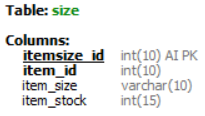 Table: size
Columns:
itemsize_id int(10) AI PK
item_id int(10)
item_size varchar(10)
item_stock int(15)